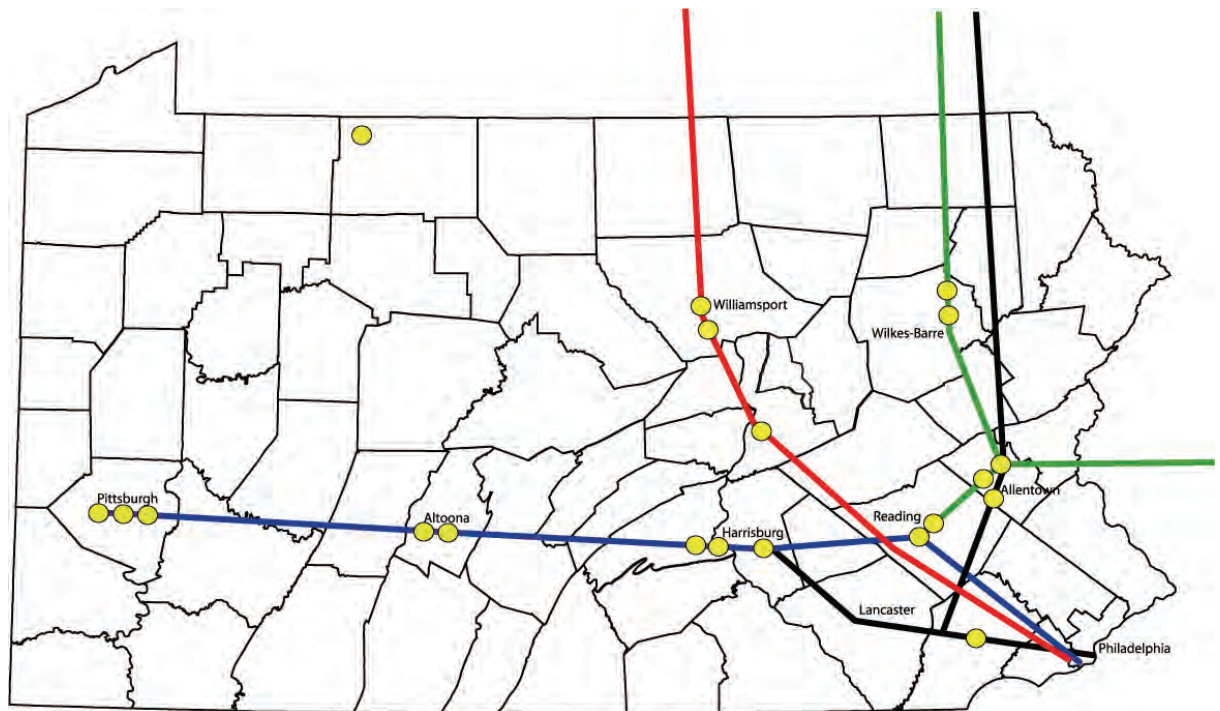 Williamsport
Wilkes-Barre
Allentown
Pittsburgh
Altoona
Reading
Harrisburg
Lancaster
Philadelphia